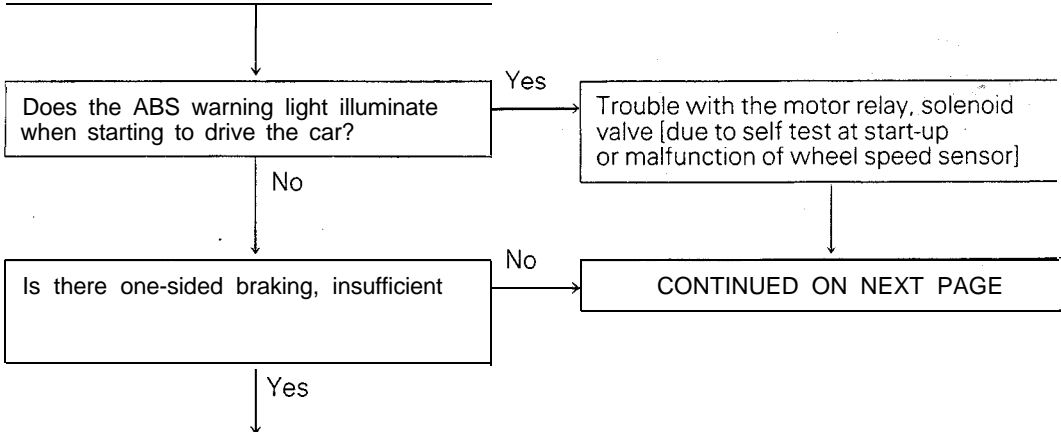 Yes
Does the ABS warning light illuminate
when starting to drive the car?
Trouble with the motor relay, solenoid
valve [due to self test at start-up
or malfunction of wheel speed sensor]
No
No
Is there one-sided braking, insufficient
CONTINUED ON NEXT PAGE
Yes